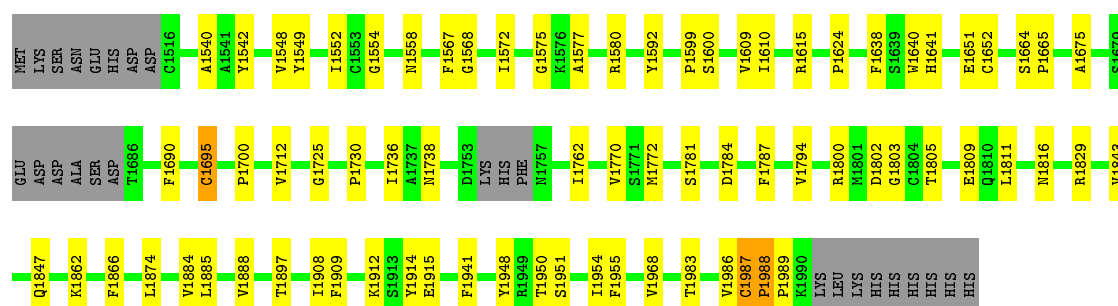 MET LYS SER ASN GLU HIS ASP ASP C1516 A1540 A1541 Y1542 V1548 Y1549 I1552 C1553 G1554 N1558 F1567 G1568 I1572 G1575 K1576 A1577 R1580 Y1592 P1599 S1600 V1609 I1610 R1615 P1624 F1638 S1639 W1640 H1641 E1651 C1652 S1664 P1665 A1675 S1679
GLU ASP ASP ALA SER ASP T1686 F1690 C1695 P1700 V1712 G1725 P1730 I1736 A1737 N1738 D1753 LYS HIS PHE N1757 I1762 V1770 S1771 M1772 S1781 D1784 F1787 V1794 R1800 M1801 D1802 G1803 C1804 T1805 E1809 Q1810 L1811 N1816 R1829 V1843
Q1847 K1862 F1866 L1874 V1884 L1885 V1888 T1897 I1908 F1909 K1912 S1913 Y1914 E1915 F1941 Y1948 R1949 T1950 S1951 I1954 F1955 V1968 T1983 V1986 C1987 P1988 P1989 K1990 LYS LEU LYS HIS HIS HIS HIS HIS HIS